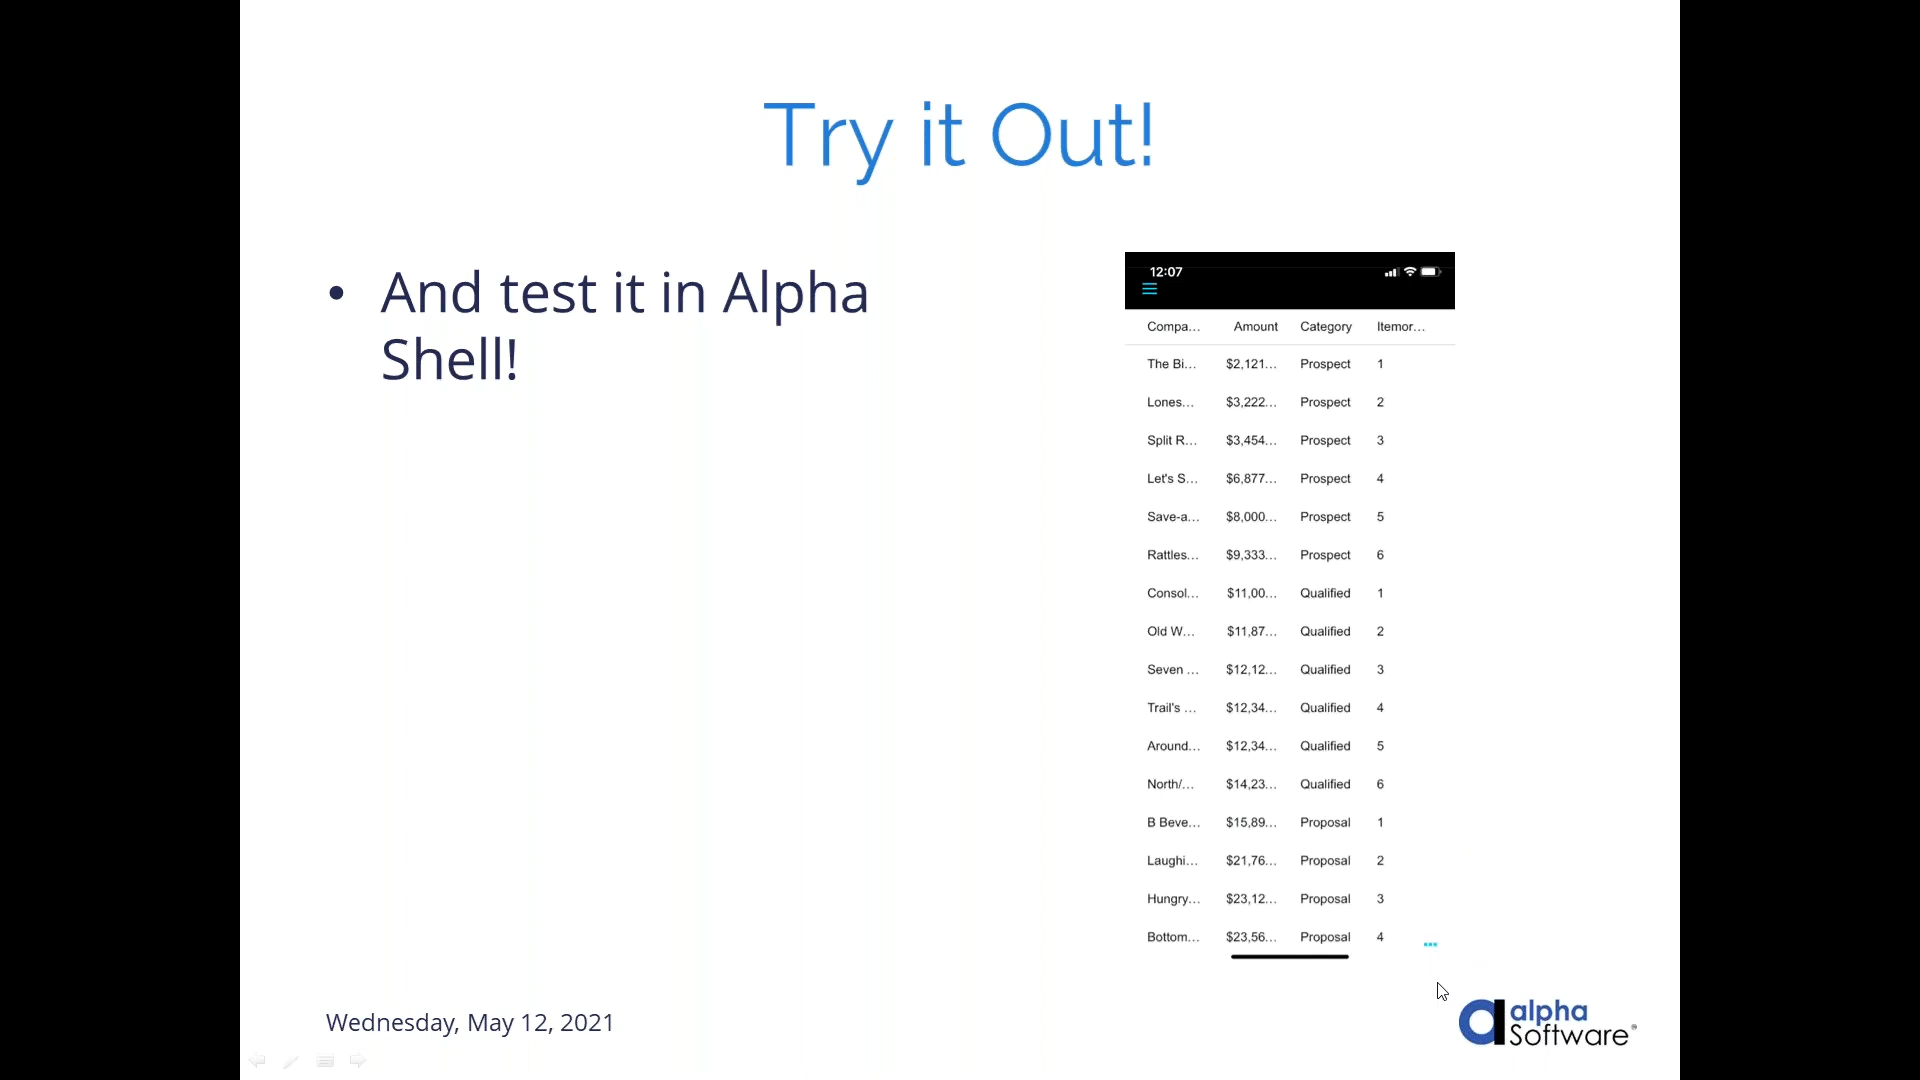 Try it Out!
• And test it in Alpha
Shell!
12:07
Compa... Amount Category Itemor...
The Bi... $2,121... Prospect 1
Lones... $3,222... Prospect 2
Split R... $3,454... Prospect 3
Let's S... $6,877... Prospect 4
Save-a... $8,000... Prospect 5
Rattles... $9,333... Prospect 6
Consol... $11,00... Qualified 1
Old W... $11,87... Qualified 2
Seven ... $12,12... Qualified 3
Trail's ... $12,34... Qualified 4
Around... $12,34... Qualified 5
North/... $14,23... Qualified 6
B Beve... $15,89... Proposal 1
Laughi... $21,76... Proposal 2
Hungry... $23,12... Proposal 3
Bottom... $23,56... Proposal 4
Wednesday, May 12, 2021
alpha
Software®